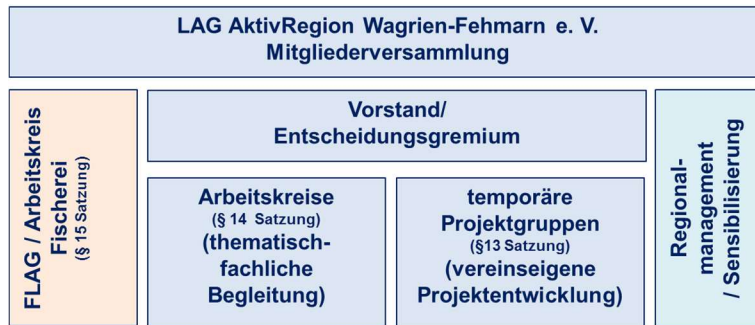 LAG AktivRegion Wagrien-Fehmarn e. V.
Mitgliederversammlung
FLAG / Arbeitskreis
Fischerei
(§ 15 Satzung)
Vorstand/
Entscheidungsgremium
Arbeitskreise
(§ 14 Satzung)
(thematisch-
fachliche
Begleitung)
temporäre
Projektgruppen
(§13 Satzung)
(vereinseigene
Projektentwicklung)
Regional-
management
/ Sensibilisierung